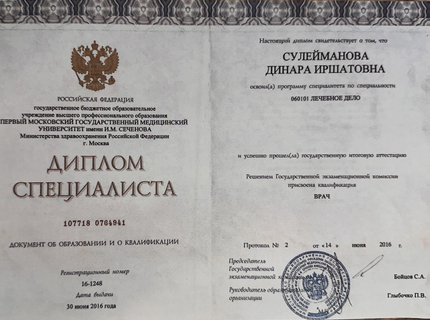 РОССИЙСКАЯ ФЕДЕРАЦИЯ
государственное бюджетное образовательное
учреждение высшего профессионального образования
ПЕРВЫЙ МОСКОВСКИЙ ГОСУДАРСТВЕННЫЙ МЕДИЦИНСКИЙ
УНИВЕРСИТЕТ имени И.М. СЕЧЕНОВА
Министерства здравоохранения Российской Федерации
г. Москва
ДИПЛОМ
СПЕЦИАЛИСТА
107718 0764941
ДОКУМЕНТ ОБ ОБРАЗОВАНИИ И О КВАЛИФИКАЦИИ
Регистрационный номер
16-1248
Дата выдачи
30 июня 2016 года
Настоящий диплом свидетельствует о том, что
СУЛЕЙМАНОВА
ДИНАРА ИРШАТОВНА
освоил(а) программу специалитета по специальности
060101 ЛЕЧЕБНОЕ ДЕЛО
и успешно прошел(ла) государственную итоговую аттестацию
Решением Государственной экзаменационной комиссии
присвоена квалификация
ВРАЧ
Протокол № 2 от «14» июня 2016 г.
Председатель
Государственной
экзаменационной комиссии
Бойцов С.А.
Руководитель образовательной
организации
Глыбочко П.В.